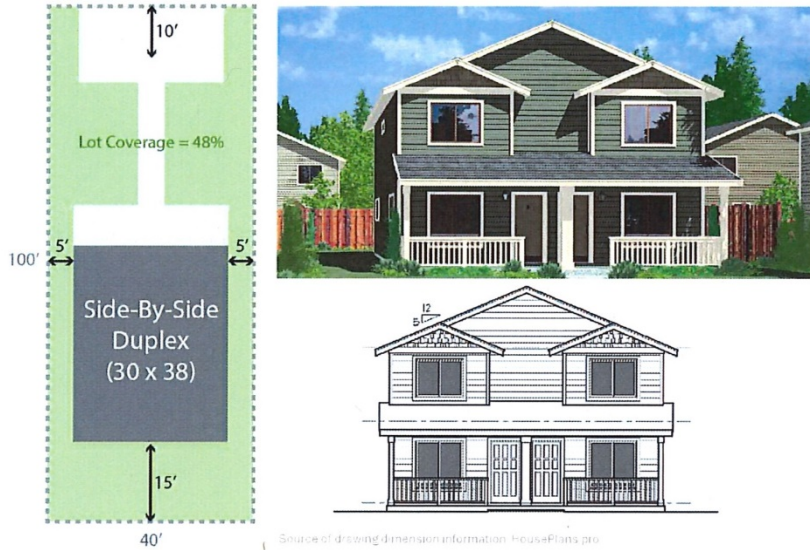 10'
Lot Coverage = 48%
5'
5'
100'
Side-By-Side
Duplex
(30 x 38)
15'
40'
12
5
Source of drawing dimension information: HousePlans.pro